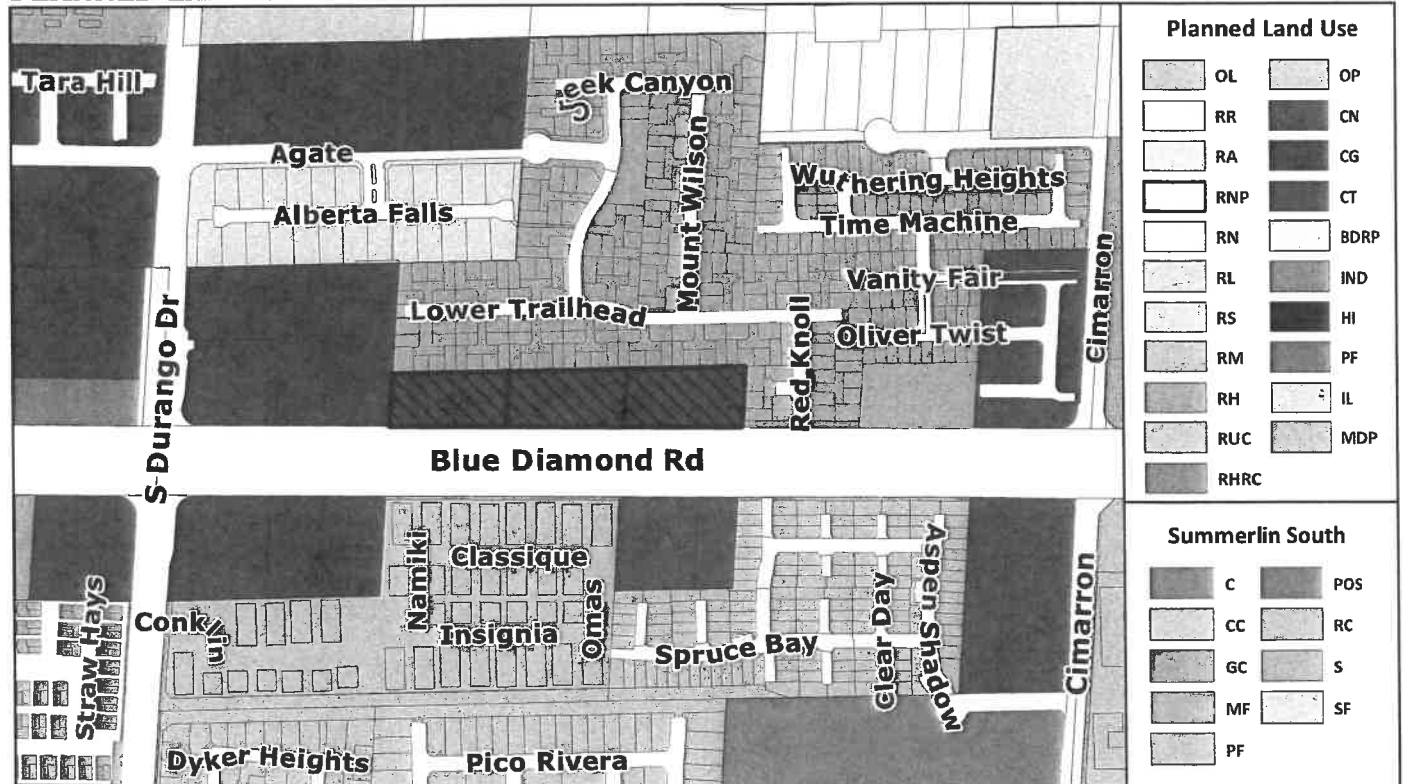 Tara Hill
Creek Canyon
Agate
Alberta Falls
Mount Wilson
Wuthering Heights
Time Machine
Vanity Fair
Lower Trailhead
Oliver Twist
Red Knoll
Cimarron
S Durango Dr
Blue Diamond Rd
Namiki
Classique
Omas
Insignia
Conklin
Straw Hays
Spruce Bay
Clear Day
Aspen Shadow
Cimarron
Dyker Heights
Pico Rivera
Planned Land Use
OL
OP
RR
CN
RA
CG
RNP
CT
RN
BDRP
RL
IND
RS
HI
RM
PF
RH
IL
RUC
MDP
RHRC
Summerlin South
C
POS
CC
RC
GC
S
MF
SF
PF